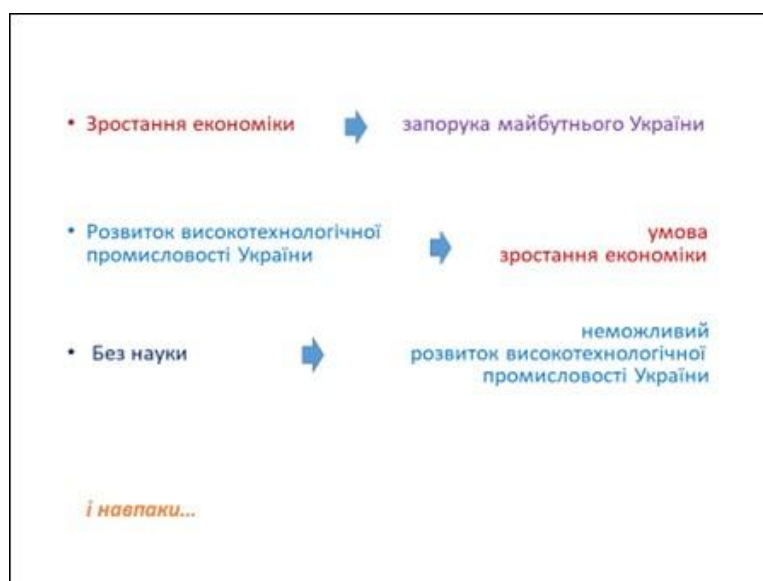 • Зростання економіки запорука майбутнього України
• Розвиток високотехнологічної
промисловості України
умова
зростання економіки
• Без науки
неможливий
розвиток високотехнологічної
промисловості України
і навпаки...